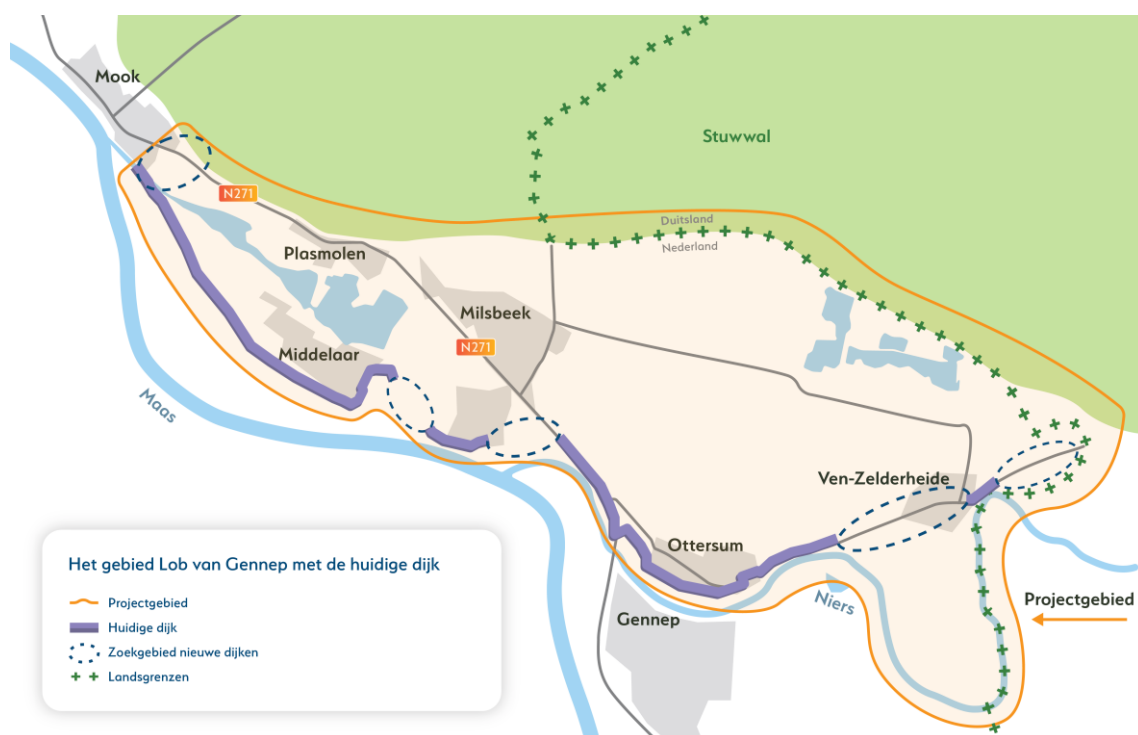 Mook
Stuwwal
N271
Duitsland
Nederland
Plasmolen
Milsbeek
N271
Middelaar
Maas
Ven-Zelderheide
Ottersum
Niers
Projectgebied
Gennep
Het gebied Lob van Gennep met de huidige dijk
Projectgebied
Huidige dijk
Zoekgebied nieuwe dijken
Landsgrenzen